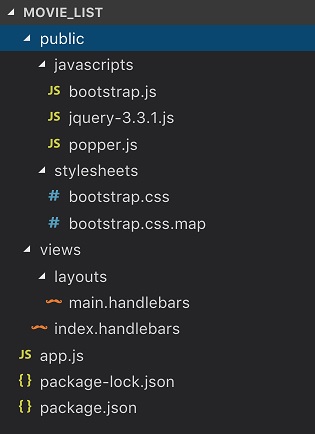 MOVIE_LIST
public
javascripts
JS bootstrap.js
JS jquery-3.3.1.js
JS popper.js
stylesheets
# bootstrap.css
# bootstrap.css.map
views
layouts
main.handlebars
index.handlebars
JS app.js
{} package-lock.json
{} package.json